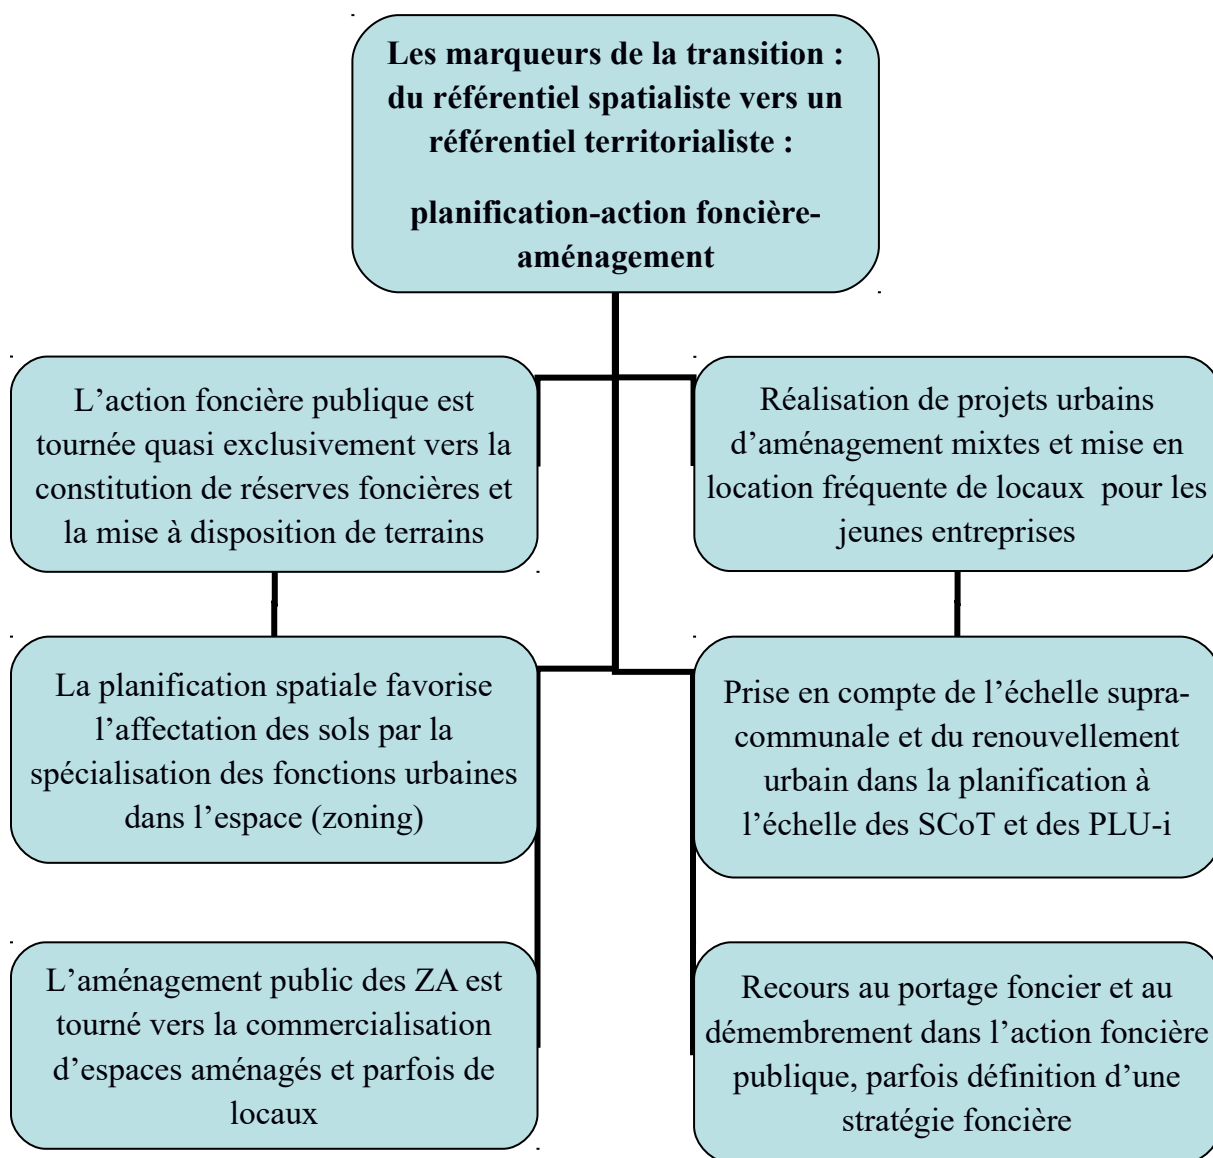 Les marqueurs de la transition :
du référentiel spatialiste vers un
référentiel territorialiste :
planification-action foncière-
aménagement
L’action foncière publique est
tournée quasi exclusivement vers la
constitution de réserves foncières et
la mise à disposition de terrains
Réalisation de projets urbains
d’aménagement mixtes et mise en
location fréquente de locaux  pour les
jeunes entreprises
La planification spatiale favorise
l’affectation des sols par la
spécialisation des fonctions urbaines
dans l’espace (zoning)
Prise en compte de l’échelle supra-
communale et du renouvellement
urbain dans la planification à
l’échelle des SCoT et des PLU-i
L’aménagement public des ZA est
tourné vers la commercialisation
d’espaces aménagés et parfois de
locaux
Recours au portage foncier et au
démembrement dans l’action foncière
publique, parfois définition d’une
stratégie foncière